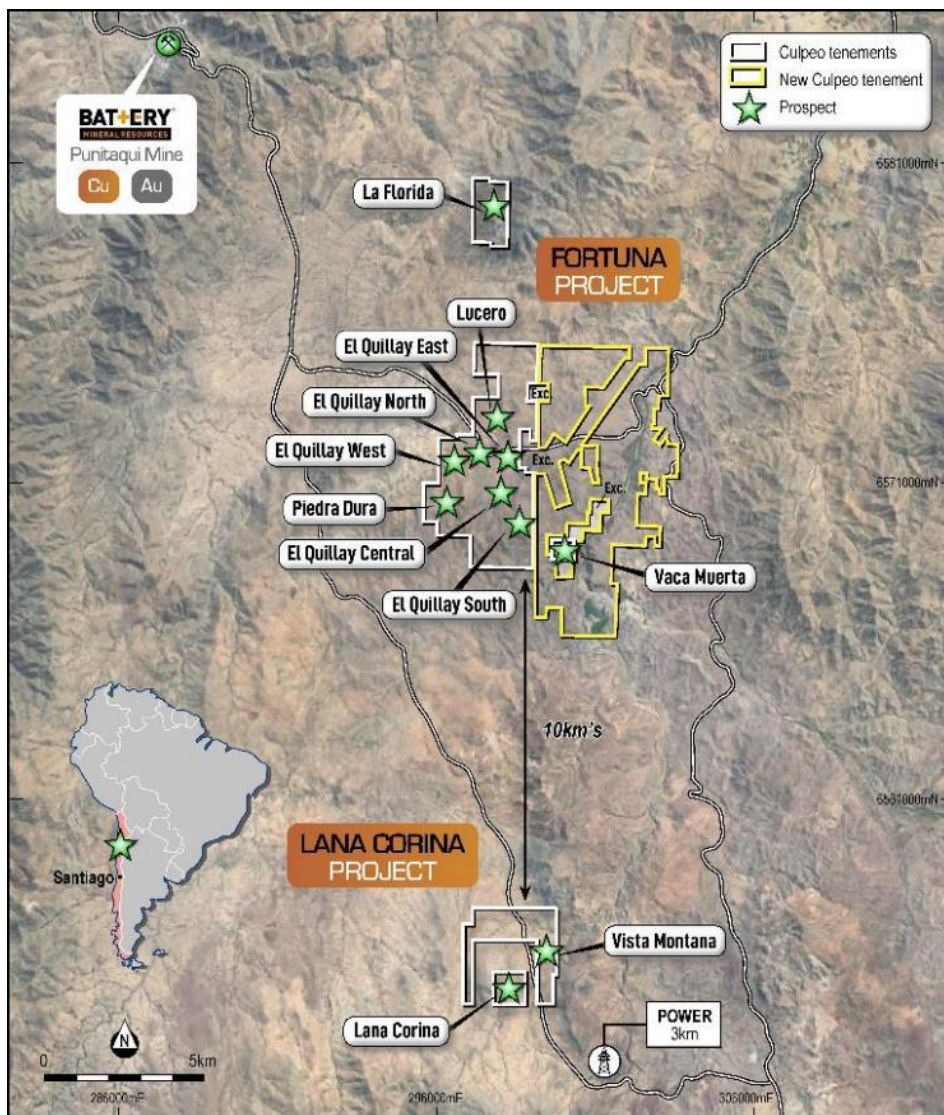 Culpeo tenements
New Culpeo tenement
Prospect
BAT+ERY
MINERAL RESOURCES
Punitaqui Mine
Cu Au
6581000mN
La Florida
FORTUNA
PROJECT
Lucero
El Quillay East
El Quillay North
El Quillay West
Piedra Dura
El Quillay Central
El Quillay South
Exc.
Exc.
Exc.
6571000mN
Vaca Muerta
10km's
6561000mN
LANA CORINA
PROJECT
Santiago
Vista Montana
Lana Corina
POWER
3km
N
0 5km
286000mE
296000mE
306000mE